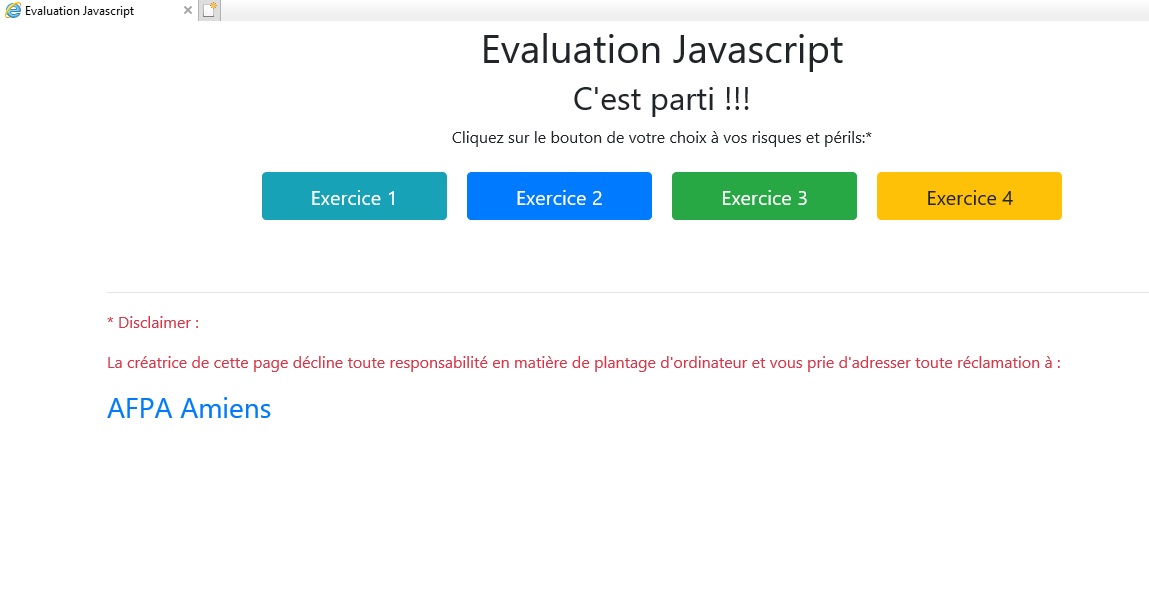 Evaluation Javascript
Evaluation Javascript
C'est parti !!!
Cliquez sur le bouton de votre choix à vos risques et périls:*
Exercice 1
Exercice 2
Exercice 3
Exercice 4
* Disclaimer :
La créatrice de cette page décline toute responsabilité en matière de plantage d'ordinateur et vous prie d'adresser toute réclamation à :
AFPA Amiens